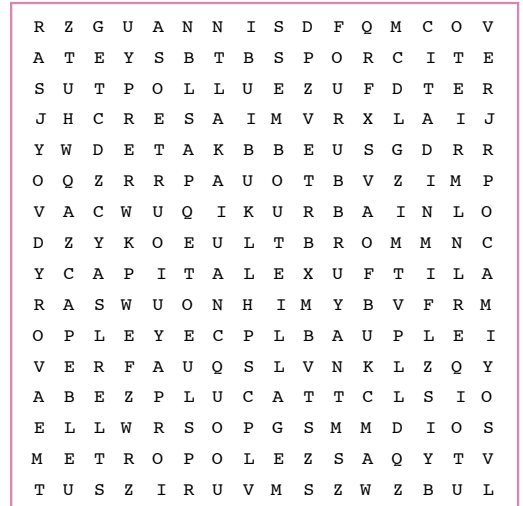 R Z G U A N N I S D F Q M C O V
A T E Y S B T B S P O R C I T E
S U T P O L L U E Z U F D T E R
J H C R E S A I M V R X L A I J
Y W D E T A K B B E U S G D R R
O Q Z R R P A U O T B V Z I M P
V A C W U Q I K U R B A I N L O
D Z Y K O E U L T B R O M M N C
Y C A P I T A L E X U F T I L A
R A S W U O N H I M Y B V F R M
O P L E Y E C P L B A U P L E I
V E R F A U Q S L V N K L Z Q Y
A B E Z P L U C A T T C L S I O
E L L W R S O P G S M M D I O S
M E T R O P O L E Z S A Q Y T V
T U S Z I R U V M S Z W Z B U L